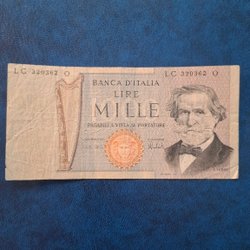 LC 320362 O
LC 320362 O
BANCA D'ITALIA
LIRE
MILLE
PAGABILI A VISTA AL PORTATORE